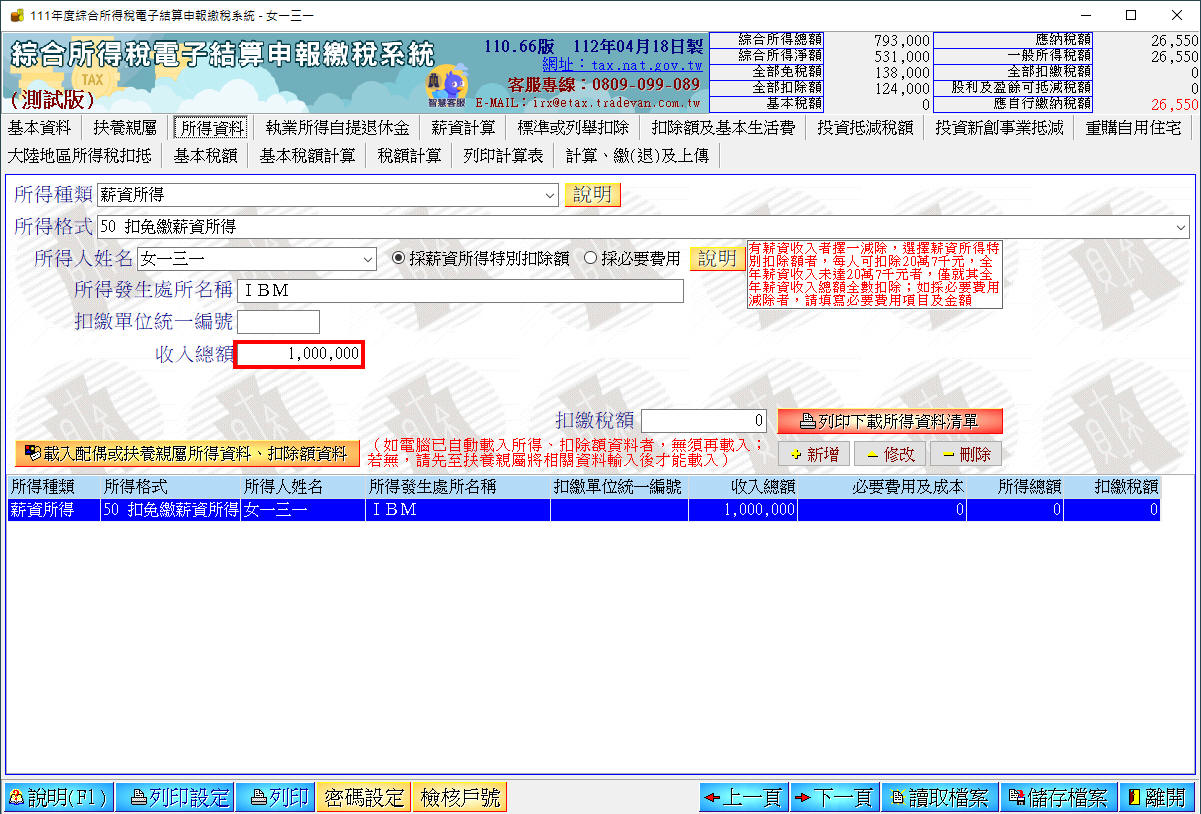 111年度綜合所得稅電子結算申報繳稅系統 - 女一三一
綜合所得稅電子結算申報繳稅系統
TAX
(測試版)
智慧客服
110.66版 112年04月18日製
網址：tax.nat.gov.tw
客服專線：0809-099-089
E-MAIL：irx@etax.tradevan.com.tw
綜合所得總額 793,000 應納稅額 26,550
綜合所得淨額 531,000 一般所得稅額 26,550
全部免稅額 138,000 全部扣繳稅額 0
全部扣除額 124,000 股利及盈餘可抵減稅額 0
基本稅額 0 應自行繳納稅額 26,550
基本資料 扶養親屬 所得資料 執業所得自提退休金 薪資計算 標準或列舉扣除 扣除額及基本生活費 投資抵減稅額 投資新創事業抵減 重購自用住宅
大陸地區所得稅扣抵 基本稅額 基本稅額計算 稅額計算 列印計算表 計算、繳(退)及上傳
所得種類 薪資所得 說明
所得格式 50 扣免繳薪資所得
所得人姓名 女一三一 採薪資所得特別扣除額 採必要費用 說明
有薪資收入者擇一減除，選擇薪資所得特
別扣除額者，每人可扣除20萬7千元，全
年薪資收入未達20萬7千元者，僅就其全
年薪資收入總額全數扣除；如採必要費用
減除者，請填寫必要費用項目及金額
所得發生處所名稱 ＩＢＭ
扣繳單位統一編號
收入總額 1,000,000
扣繳稅額 0 列印下載所得資料清單
載入配偶或扶養親屬所得資料、扣除額資料
（如電腦已自動載入所得、扣除額資料者，無須再載入；
若無，請先至扶養親屬將相關資料輸入後才能載入）
新增 修改 刪除
所得種類 所得格式 所得人姓名 所得發生處所名稱 扣繳單位統一編號 收入總額 必要費用及成本 所得總額 扣繳稅額
薪資所得 50 扣免繳薪資所得 女一三一 ＩＢＭ 1,000,000 0 0 0
說明(F1) 列印設定 列印 密碼設定 檢核戶號 上一頁 下一頁 讀取檔案 儲存檔案 離開